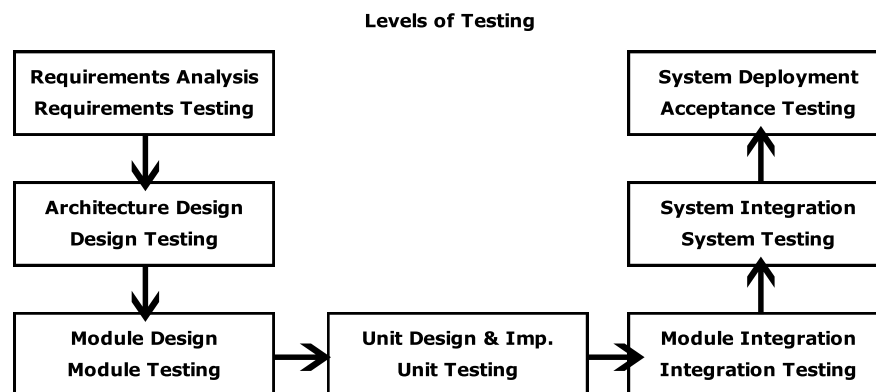 Levels of Testing
Requirements Analysis
Requirements Testing
Architecture Design
Design Testing
Module Design
Module Testing
Unit Design & Imp.
Unit Testing
Module Integration
Integration Testing
System Integration
System Testing
System Deployment
Acceptance Testing